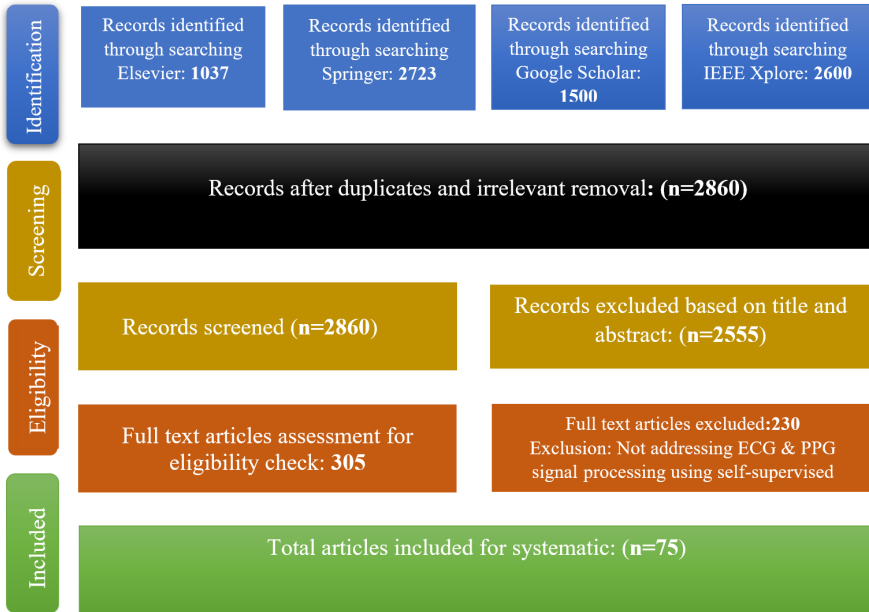 Identification
Records identified
through searching
Elsevier: 1037
Records identified
through searching
Springer: 2723
Records identified
through searching
Google Scholar:
1500
Records identified
through searching
IEEE Xplore: 2600
Screening
Records after duplicates and irrelevant removal: (n=2860)
Records screened (n=2860)
Records excluded based on title and
abstract: (n=2555)
Eligibility
Full text articles assessment for
eligibility check: 305
Full text articles excluded:230
Exclusion: Not addressing ECG & PPG
signal processing using self-supervised
Included
Total articles included for systematic: (n=75)